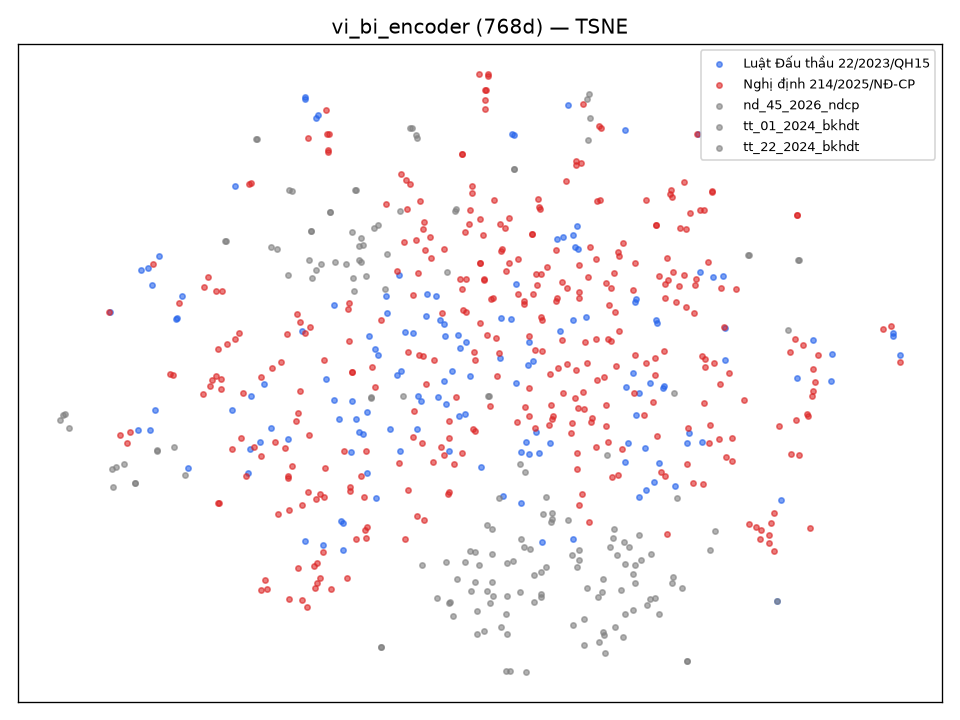 vi_bi_encoder (768d) — TSNE
Luật Đấu thầu 22/2023/QH15
Nghị định 214/2025/NĐ-CP
nd_45_2026_ndcp
tt_01_2024_bkhdt
tt_22_2024_bkhdt